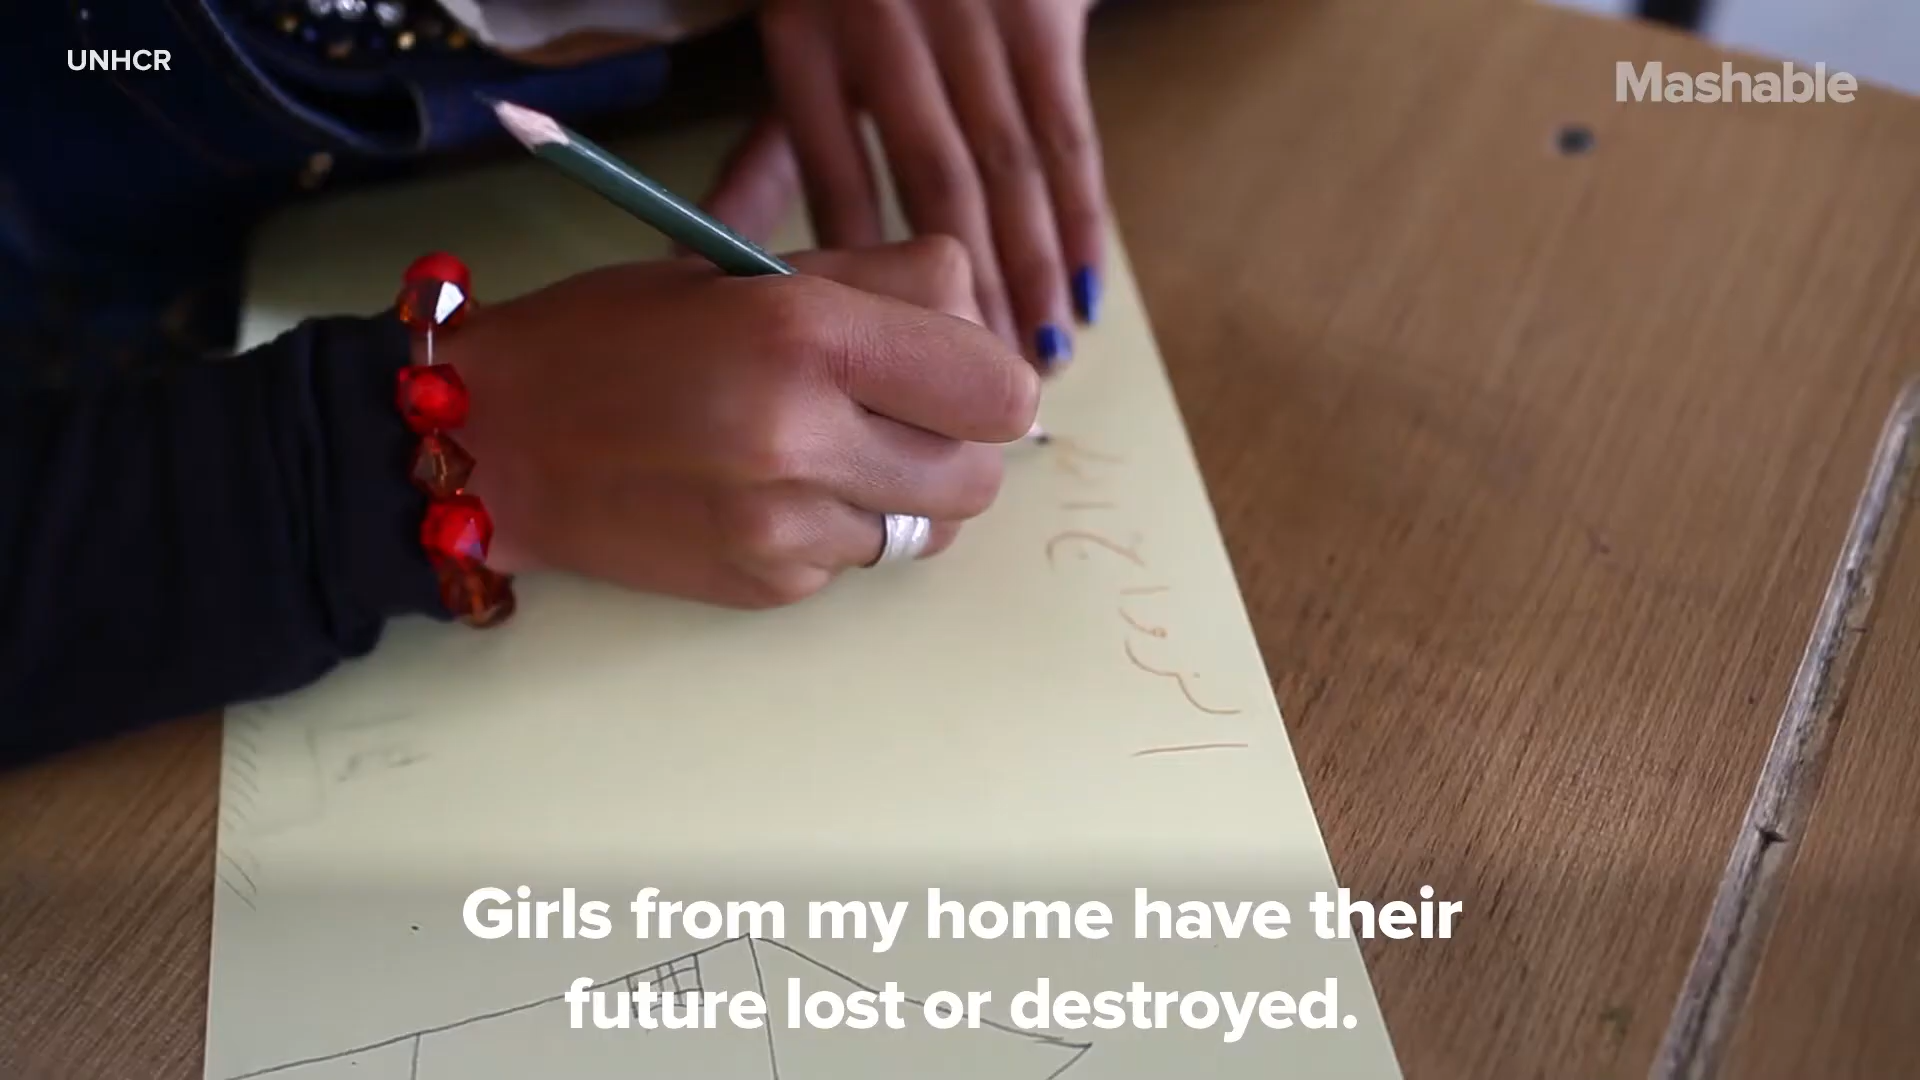 UNHCR
Mashable
Girls from my home have their
future lost or destroyed.